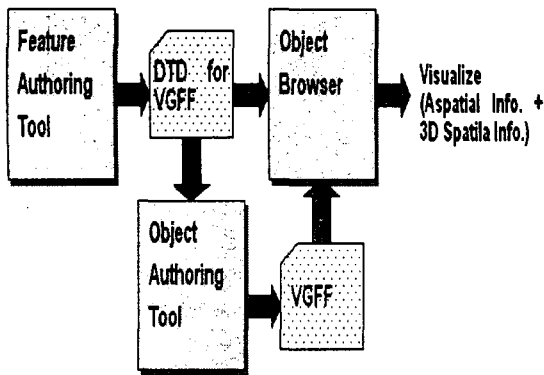 Feature
Authoring
Tool
DTD for
VGFF
Object
Browser
Visualize
(Aspatial Info. +
3D Spatila Info.)
Object
Authoring
Tool
VGFF